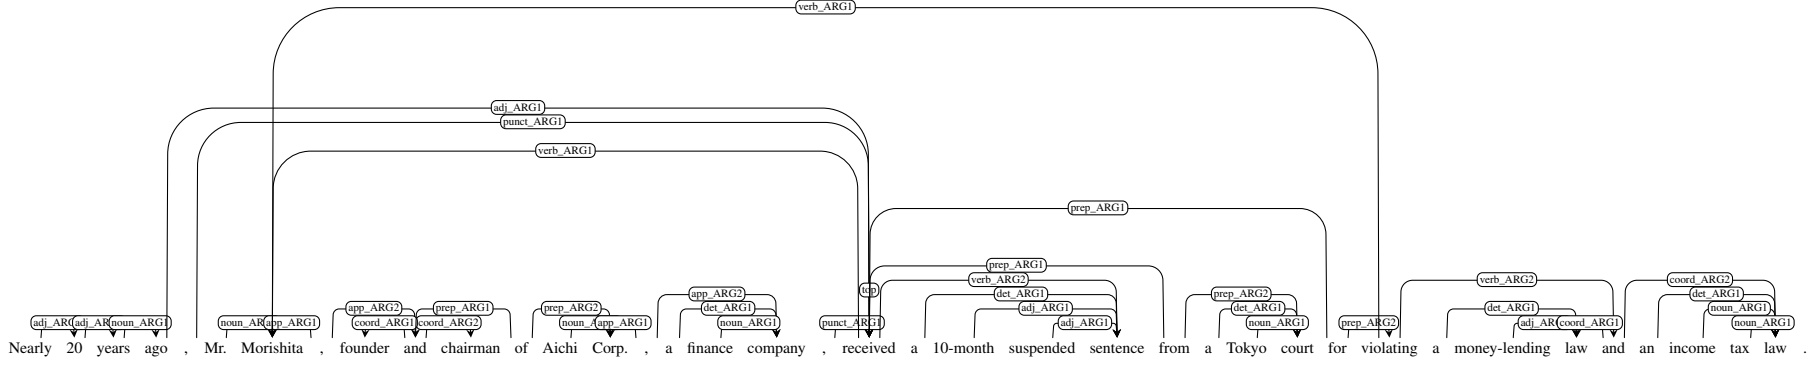 verb_ARG1
adj_ARG1
punct_ARG1
verb_ARG1
prep_ARG1
prep_ARG1
verb_ARG2 verb_ARG2 coord_ARG2
top
app_ARG2 det_ARG1 prep_ARG2 det_ARG1
app_ARG2 prep_ARG1 prep_ARG2 det_ARG1 adj_ARG1 det_ARG1 det_ARG1 noun_ARG1
noun_ARG1 app_ARG1 coord_ARG1 coord_ARG2 app_ARG1 noun_ARG1 punct_ARG1 adj_ARG1 noun_ARG1 prep_ARG2 coord_ARG1 noun_ARG1
Nearly 20 years ago , Mr. Morishita , founder and chairman of Aichi Corp. , a finance company , received a 10-month suspended sentence from a Tokyo court for violating a money-lending law and an income tax law .